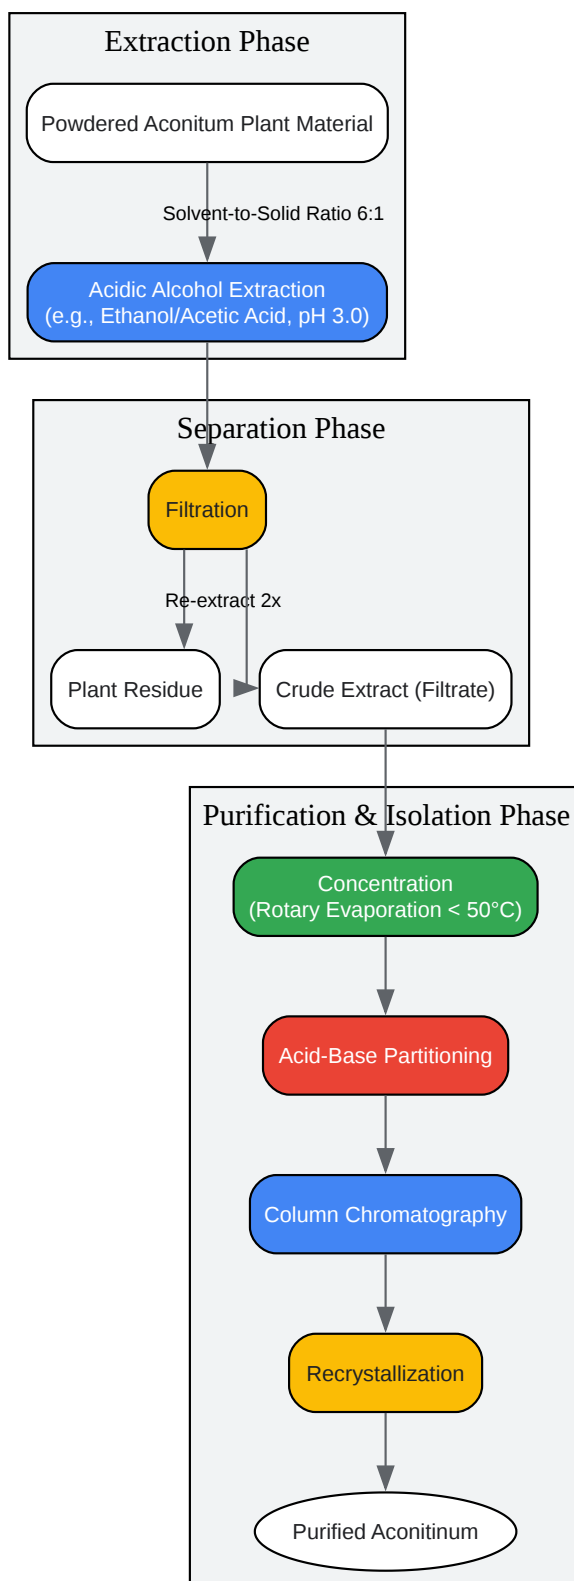 Extraction Phase
Powdered Aconitum Plant Material
Solvent-to-Solid Ratio 6:1
Acidic Alcohol Extraction
(e.g., Ethanol/Acetic Acid, pH 3.0)
Separation Phase
Filtration
Re-extract 2x
Plant Residue
Crude Extract (Filtrate)
Purification & Isolation Phase
Concentration
(Rotary Evaporation < 50°C)
Acid-Base Partitioning
Column Chromatography
Recrystallization
Purified Aconitinum